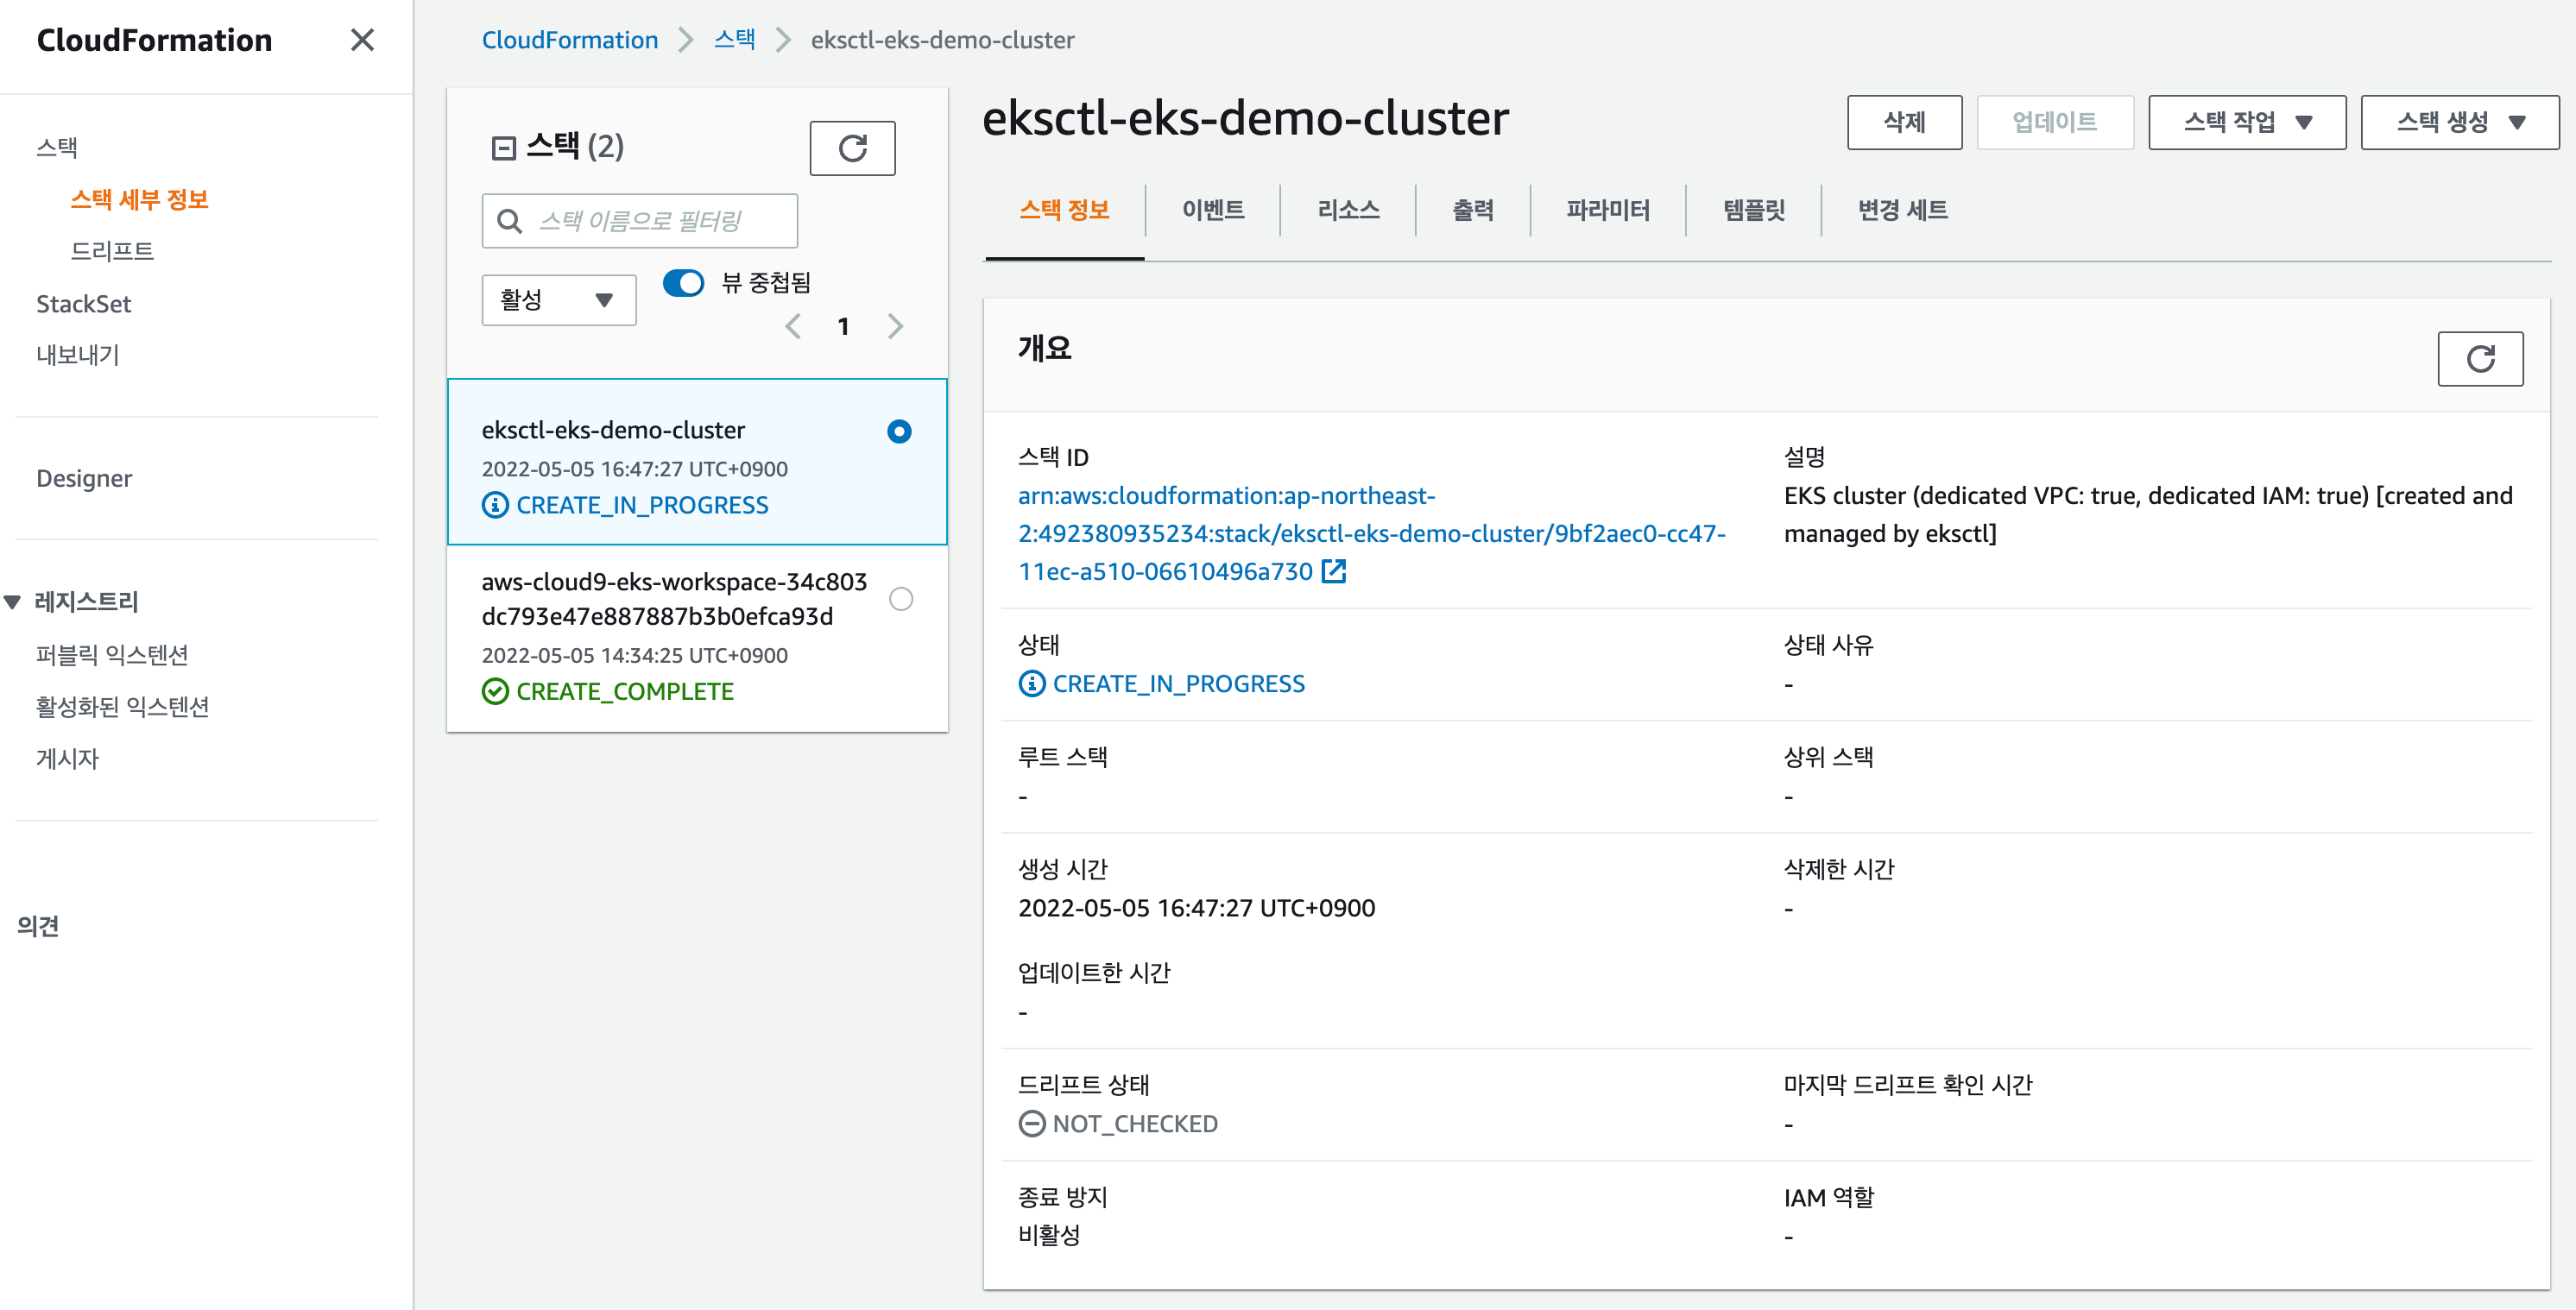 CloudFormation
스택
스택 세부 정보
드리프트
StackSet
내보내기
Designer
레지스트리
퍼블릭 익스텐션
활성화된 익스텐션
게시자
의견
CloudFormation 스택 eksctl-eks-demo-cluster
스택 (2)
스택 이름으로 필터링
활성
뷰 중첩됨
1
eksctl-eks-demo-cluster
2022-05-05 16:47:27 UTC+0900
CREATE_IN_PROGRESS
aws-cloud9-eks-workspace-34c803
dc793e47e887887b3b0efca93d
2022-05-05 14:34:25 UTC+0900
CREATE_COMPLETE
eksctl-eks-demo-cluster
삭제 업데이트 스택 작업 스택 생성
스택 정보 이벤트 리소스 출력 파라미터 템플릿 변경 세트
개요
스택 ID
arn:aws:cloudformation:ap-northeast-
2:492380935234:stack/eksctl-eks-demo-cluster/9bf2aec0-cc47-
11ec-a510-06610496a730
설명
EKS cluster (dedicated VPC: true, dedicated IAM: true) [created and
managed by eksctl]
상태
CREATE_IN_PROGRESS
상태 사유
-
루트 스택
-
상위 스택
-
생성 시간
2022-05-05 16:47:27 UTC+0900
삭제한 시간
-
업데이트한 시간
-
드리프트 상태
NOT_CHECKED
마지막 드리프트 확인 시간
-
종료 방지
비활성
IAM 역할
-